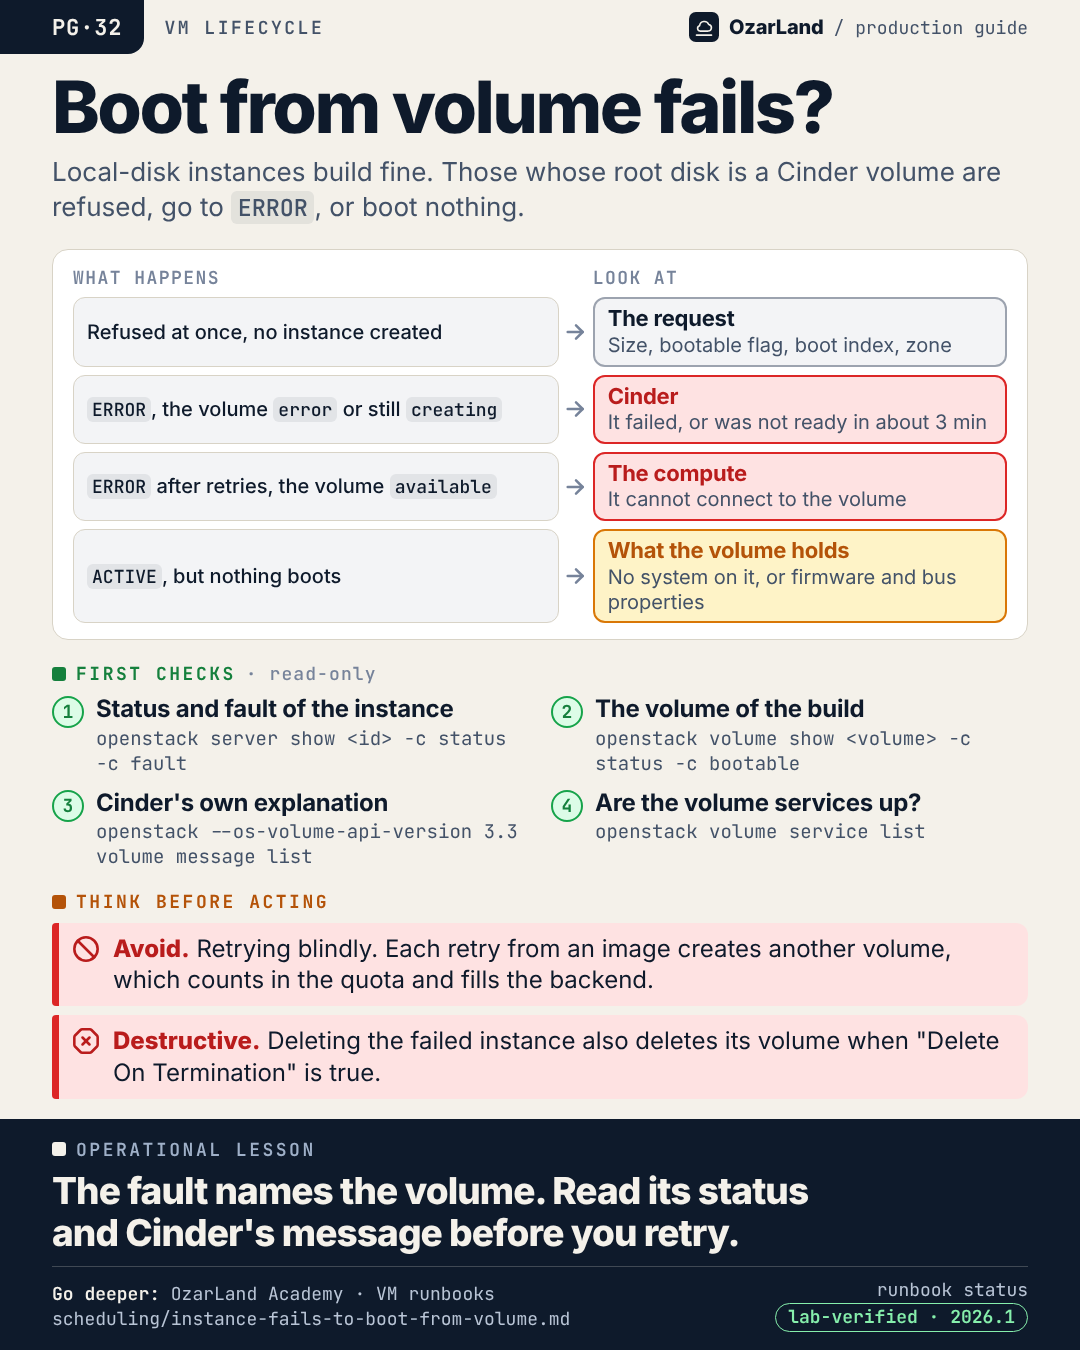 PG·32 VM LIFECYCLE
OzarLand / production guide
Boot from volume fails?
Local-disk instances build fine. Those whose root disk is a Cinder volume are
refused, go to ERROR, or boot nothing.
WHAT HAPPENS
LOOK AT
Refused at once, no instance created
→
The request
Size, bootable flag, boot index, zone
ERROR, the volume error or still creating
→
Cinder
It failed, or was not ready in about 3 min
ERROR after retries, the volume available
→
The compute
It cannot connect to the volume
ACTIVE, but nothing boots
→
What the volume holds
No system on it, or firmware and bus
properties
FIRST CHECKS · read-only
1 Status and fault of the instance
openstack server show <id> -c status
-c fault
2 The volume of the build
openstack volume show <volume> -c
status -c bootable
3 Cinder's own explanation
openstack --os-volume-api-version 3.3
volume message list
4 Are the volume services up?
openstack volume service list
THINK BEFORE ACTING
Avoid. Retrying blindly. Each retry from an image creates another volume,
which counts in the quota and fills the backend.
Destructive. Deleting the failed instance also deletes its volume when "Delete
On Termination" is true.
OPERATIONAL LESSON
The fault names the volume. Read its status
and Cinder's message before you retry.
Go deeper: OzarLand Academy · VM runbooks
scheduling/instance-fails-to-boot-from-volume.md
runbook status
lab-verified · 2026.1